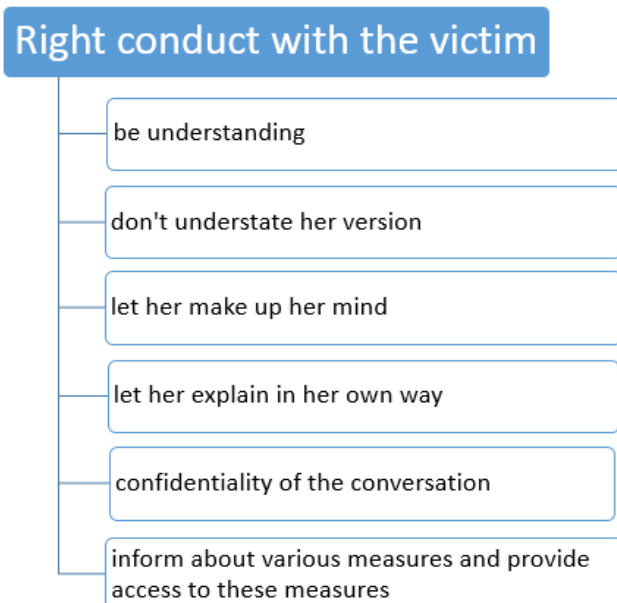 Right conduct with the victim
be understanding
don't understate her version
let her make up her mind
let her explain in her own way
confidentiality of the conversation
inform about various measures and provide
access to these measures